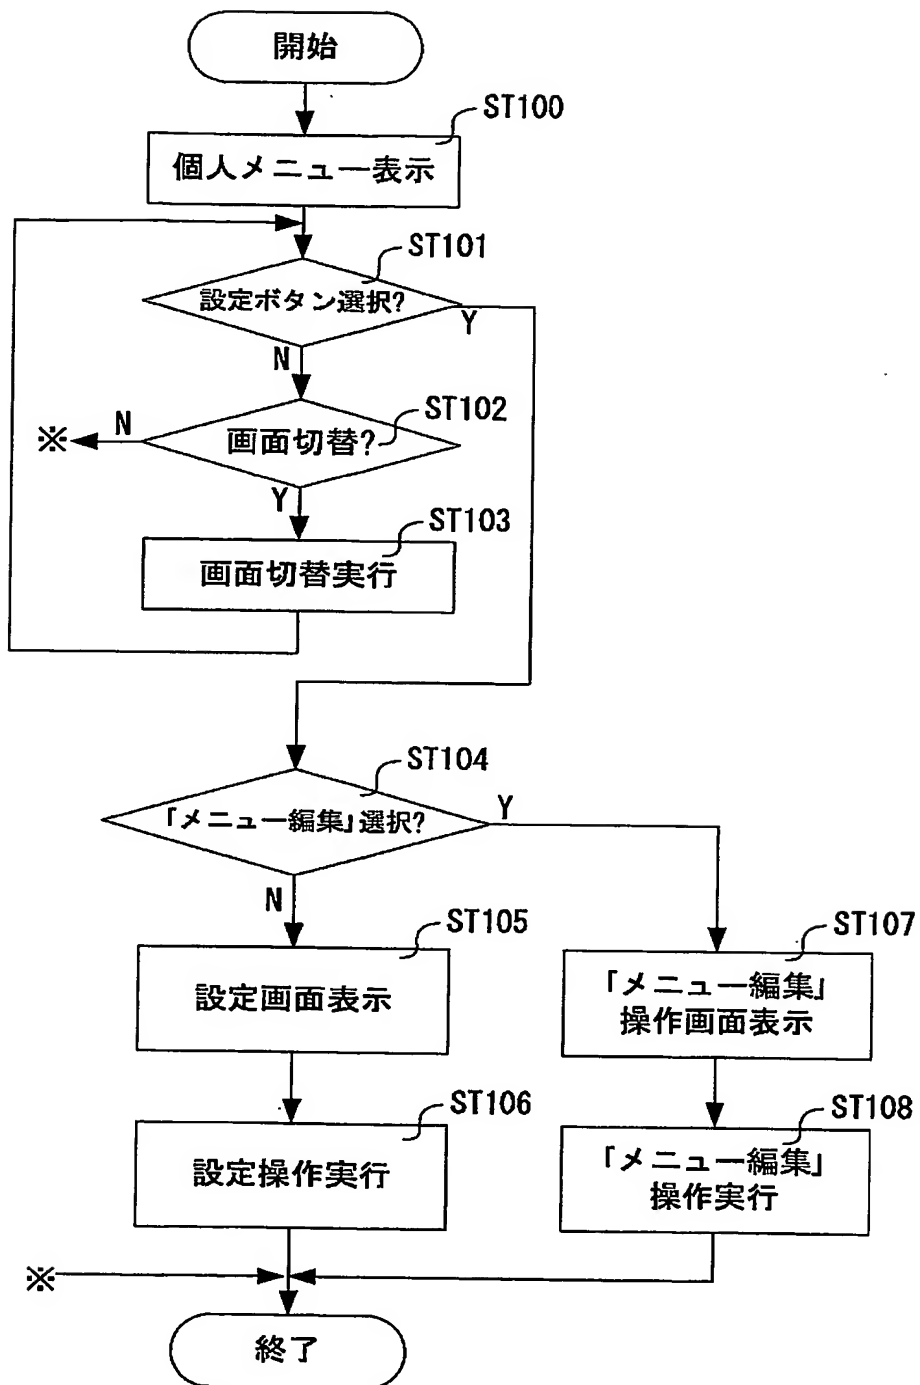 開始
ST100
個人メニュー表示
ST101
設定ボタン選択?
Y
N
ST102
画面切替?
N
※
Y
ST103
画面切替実行
ST104
「メニュー編集」選択?
Y
N
ST105
設定画面表示
ST107
「メニュー編集」
操作画面表示
ST106
設定操作実行
ST108
「メニュー編集」
操作実行
※
終了